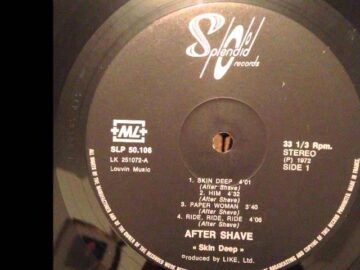 Splendid
records
+ML+
SLP 50.106
LK 251072-A
Louvin Music
33 1/3 Rpm.
STEREO
(P) 1972
SIDE 1
1. SKIN DEEP 4'01
(After Shave)
2. HIM 4'32
(After Shave)
3. PAPER WOMAN 3'40
(After Shave)
4. RIDE, RIDE, RIDE 4'06
(After Shave)
AFTER SHAVE
« Skin Deep »
produced by LIKE, Ltd.